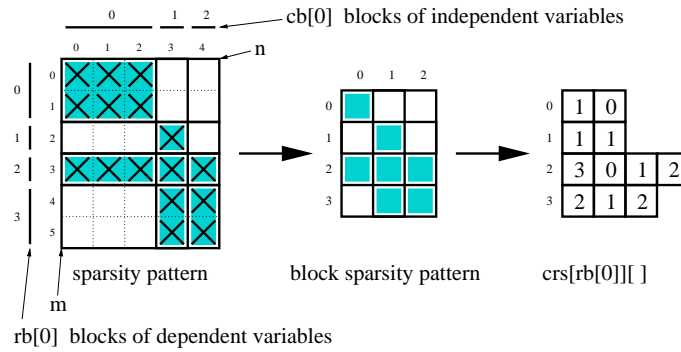 0 1 2 cb[0] blocks of independent variables
0 1 2 3 4 n
0 1 2
0 0 0 0 1 0
1
1 2 1 1 1 1
2 3 2 2 3 0 1 2
3 4 3 3 2 1 2
5
sparsity pattern block sparsity pattern crs[rb[0]][ ]
m
rb[0] blocks of dependent variables